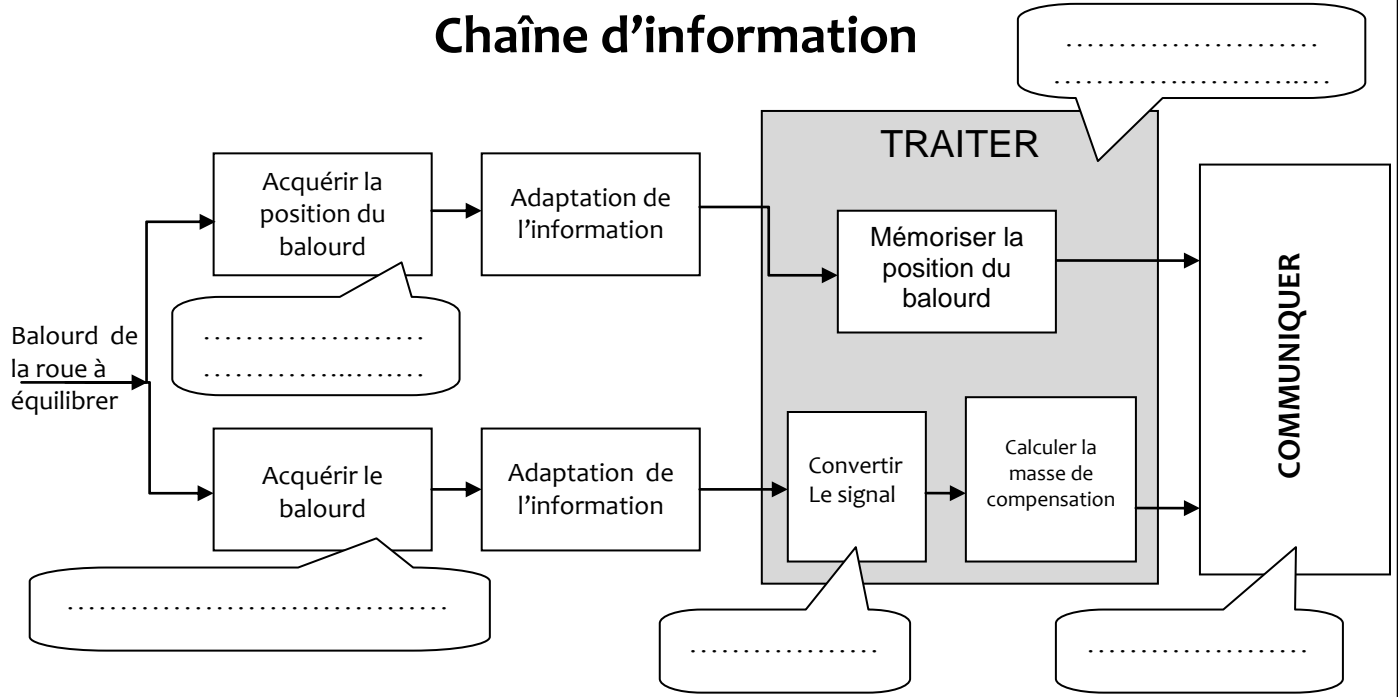 Chaîne d'information
........................
..............................
TRAITER
Acquérir la
position du
balourd
Adaptation de
l'information
Mémoriser la
position du
balourd
COMMUNIQUER
Balourd de
la roue à
équilibrer
.....................
.......................
Acquérir le
balourd
Adaptation de
l'information
Convertir
Le signal
Calculer la
masse de
compensation
......................................
..................
.....................